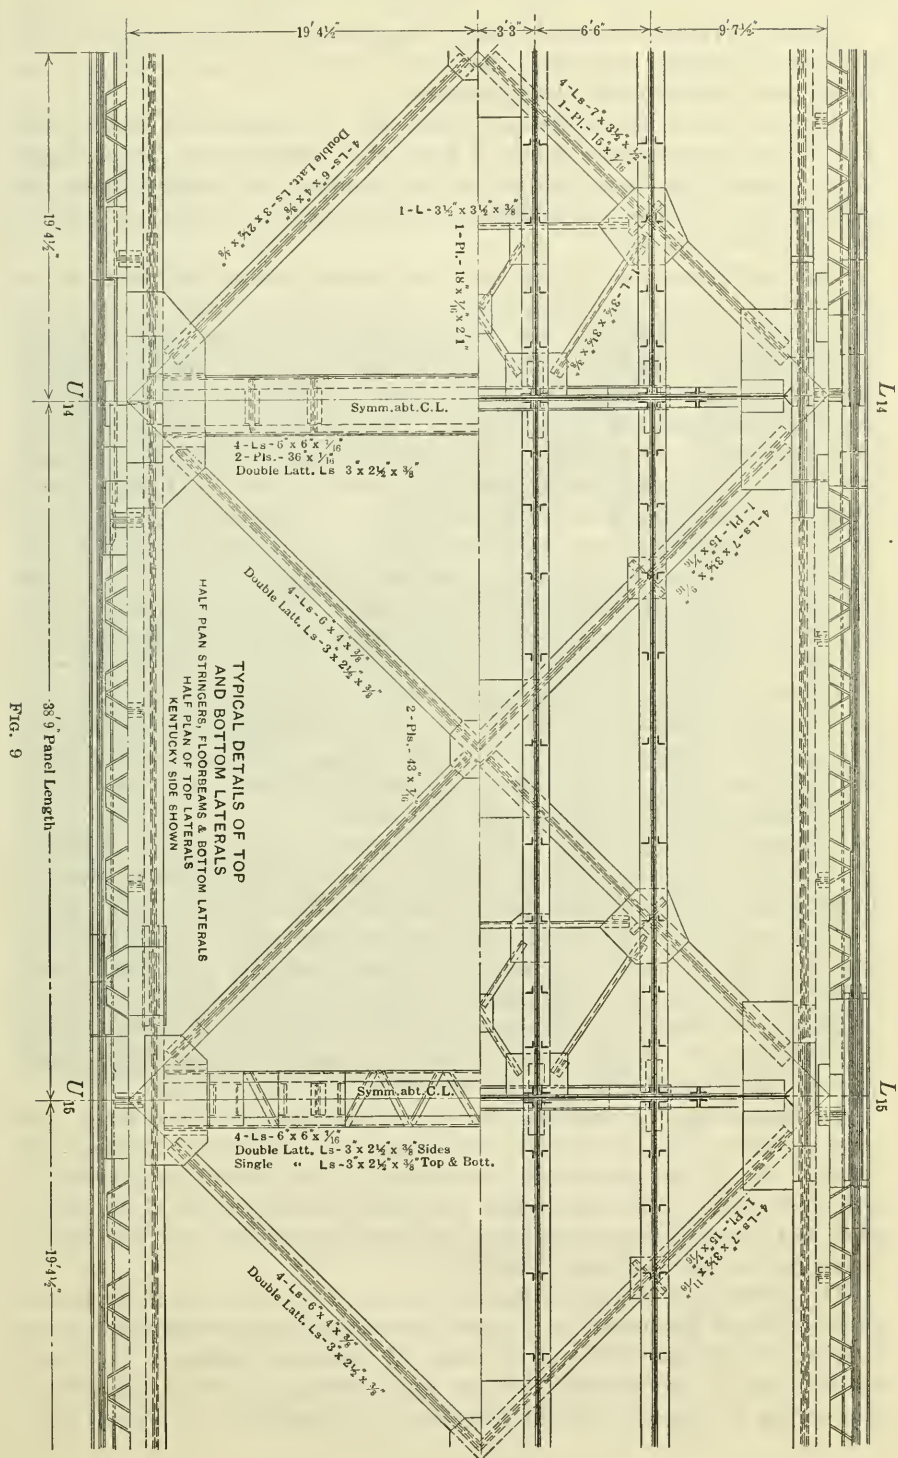 19' 4½"
3'3"
6'6"
9'-7½"
4-Ls-7" x 3½" x ½"
1-Pl.-15" x 7/16"
4-Ls-6" x 4" x ⅜"
Double Latt. Ls-3" x 2½" x ⅜"
1-L-3½" x 3½" x ⅜"
1-Pl.-18" x 7/16" x 2'1"
1-L-3½" x 3½" x ⅜"
19' 4½"
U14
L14
Symm. abt. C.L.
4-Ls-6" x 6" x 7/16"
2-Pls.-36" x 7/16"
Double Latt. Ls 3" x 2½" x ⅜"
4-Ls-7" x 3½" x 9/16"
1-Pl.-15" x 7/16"
4-Ls-6" x 4" x ⅜"
Double Latt. Ls-3" x 2½" x ⅜"
TYPICAL DETAILS OF TOP
AND BOTTOM LATERALS
HALF PLAN STRINGERS, FLOORBEAMS & BOTTOM LATERALS
HALF PLAN OF TOP LATERALS
KENTUCKY SIDE SHOWN
2-Pls.-43" x 7/16"
38' 9" Panel Length
FIG. 9
U15
L15
Symm. abt. C.L.
4-Ls-6" x 6" x 7/16"
Double Latt. Ls-3" x 2½" x ⅜" Sides
Single " Ls-3" x 2½" x ⅜" Top & Bott.
4-Ls-7" x 3½" x 11/16"
1-Pl.-15" x 7/16"
4-Ls-6" x 4" x ⅜"
Double Latt. Ls-3" x 2½" x ⅜"
19'-4½"